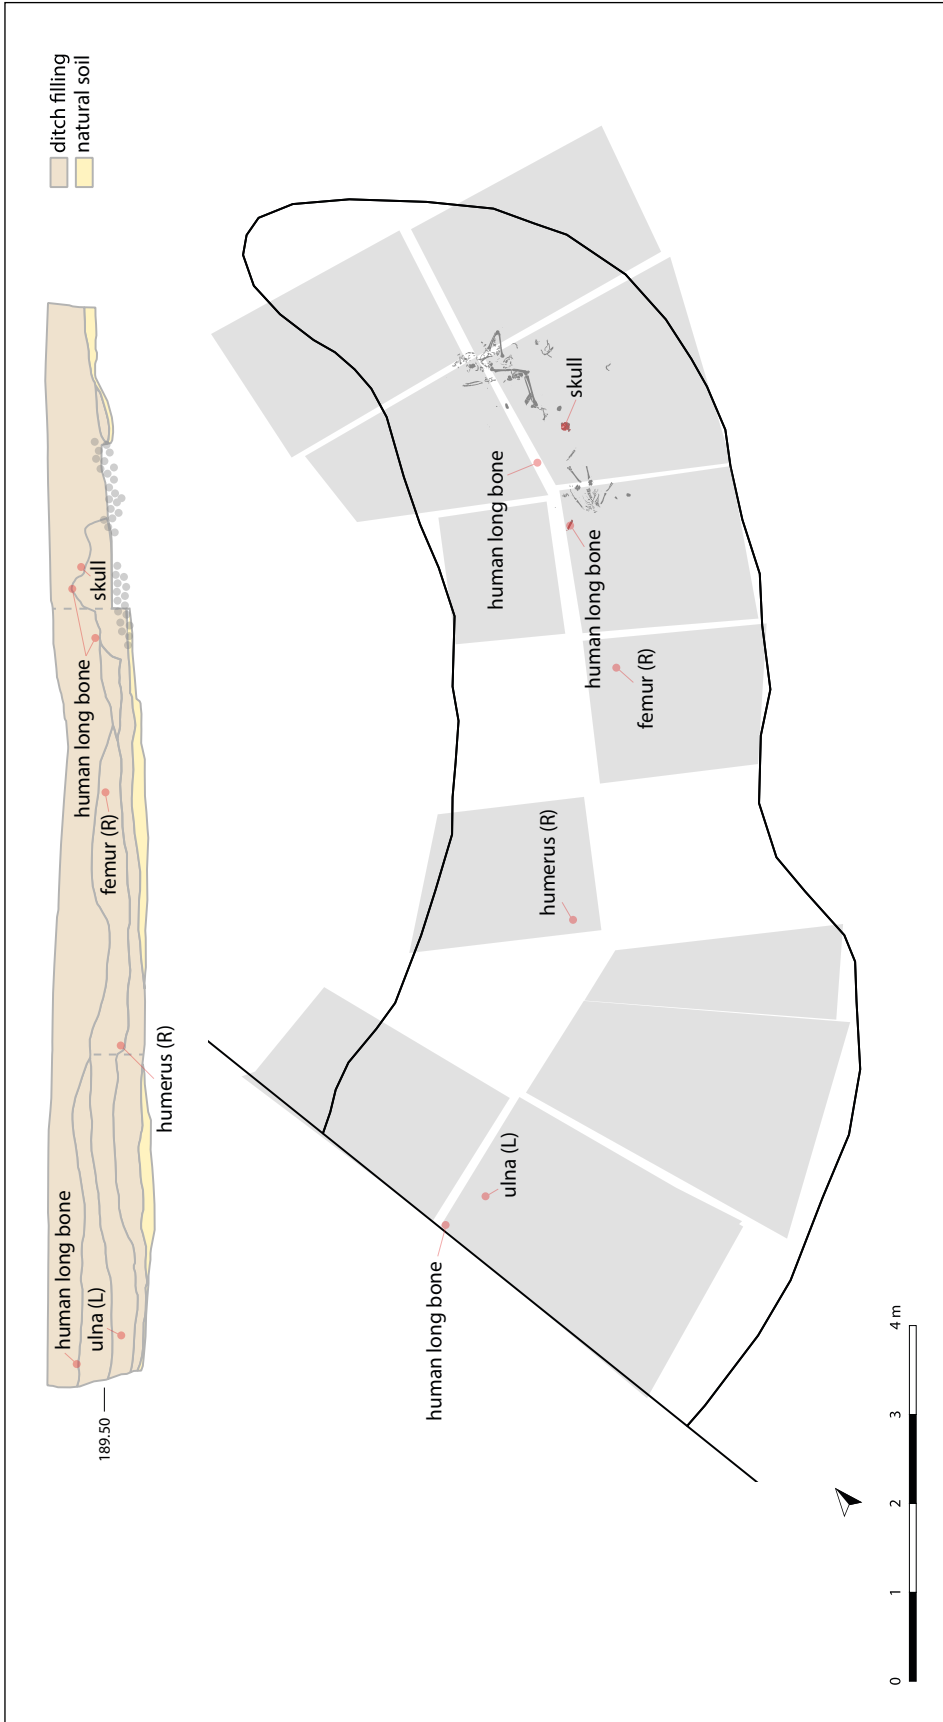 ditch filling
natural soil
skull
human long bone
femur (R)
humerus (R)
human long bone
ulna (L)
189.50
skull
human long bone
human long bone
femur (R)
humerus (R)
ulna (L)
human long bone
0 1 2 3 4 m